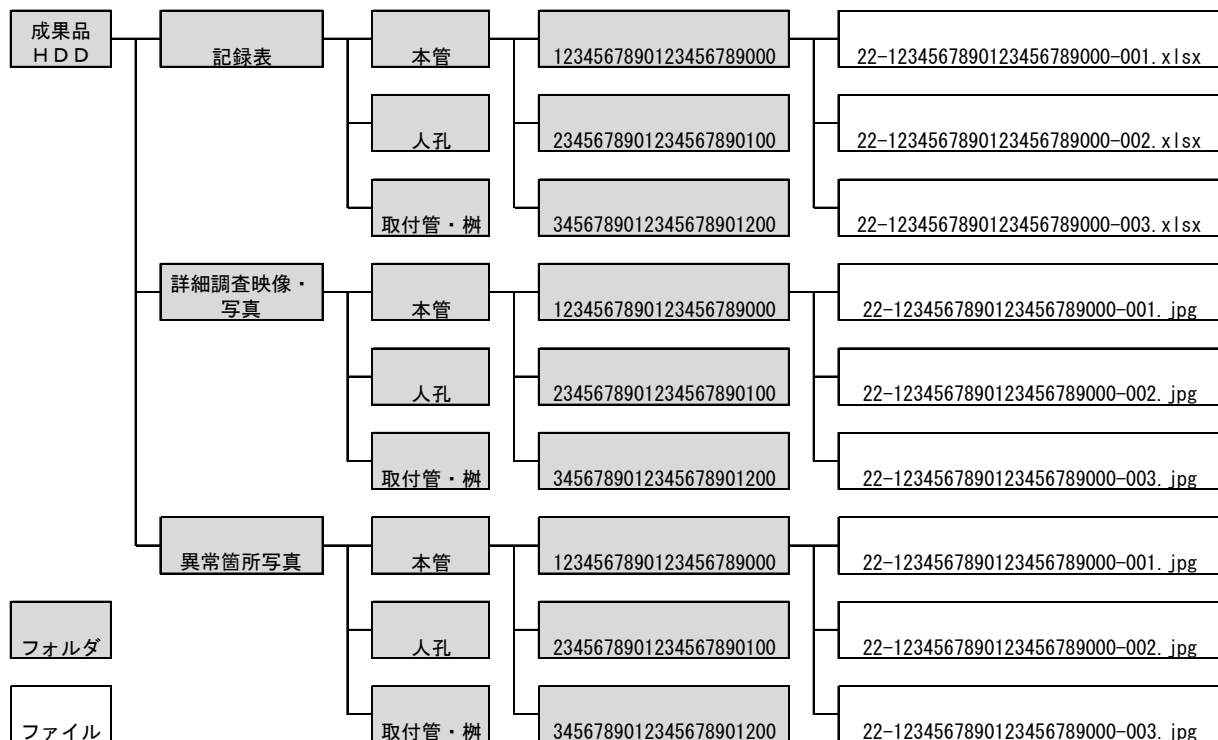 成果品
ＨＤＤ
記録表
本管
1234567890123456789000
22-1234567890123456789000-001.xlsx
人孔
2345678901234567890100
22-1234567890123456789000-002.xlsx
取付管・桝
3456789012345678901200
22-1234567890123456789000-003.xlsx
詳細調査映像・
写真
本管
1234567890123456789000
22-1234567890123456789000-001.jpg
人孔
2345678901234567890100
22-1234567890123456789000-002.jpg
取付管・桝
3456789012345678901200
22-1234567890123456789000-003.jpg
異常箇所写真
本管
1234567890123456789000
22-1234567890123456789000-001.jpg
フォルダ
人孔
2345678901234567890100
22-1234567890123456789000-002.jpg
ファイル
取付管・桝
3456789012345678901200
22-1234567890123456789000-003.jpg